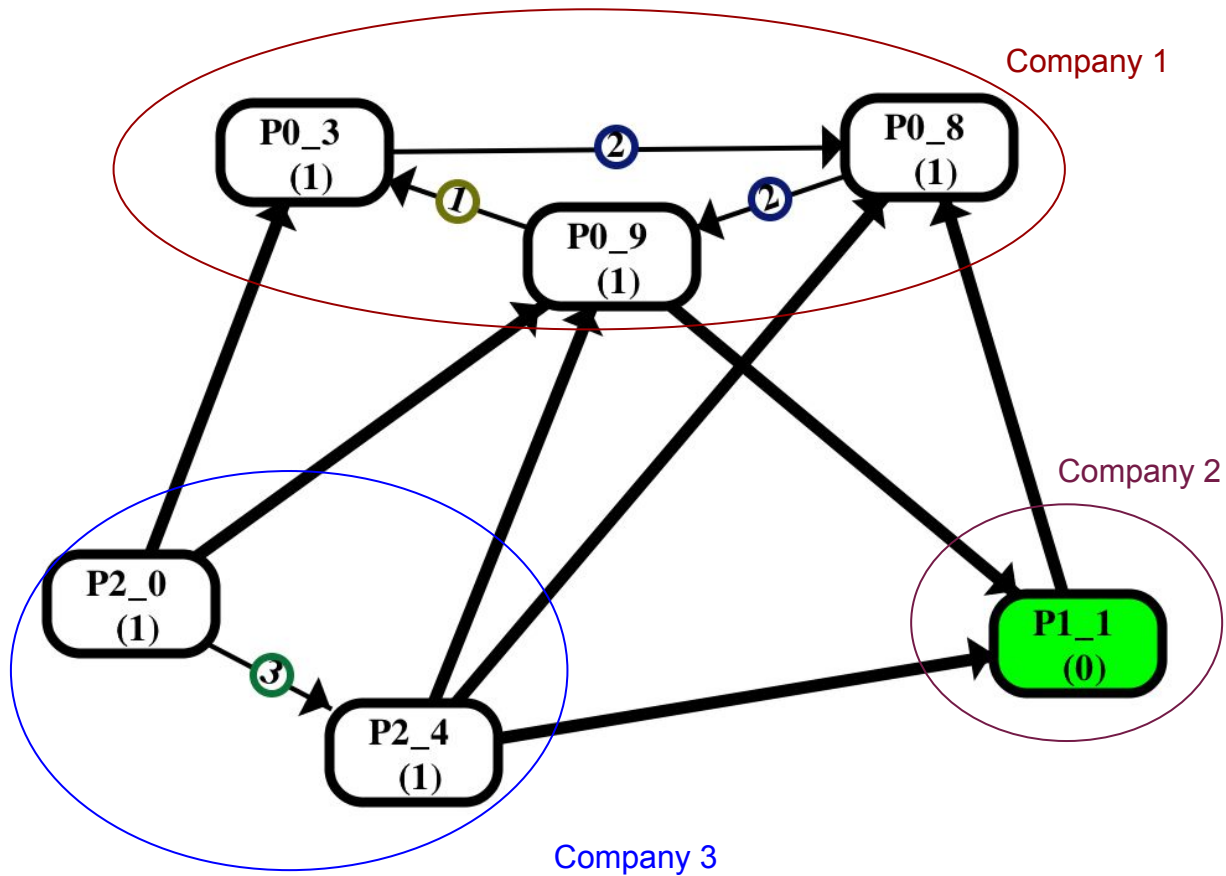 Company 1
P0_3
(1)
2
P0_8
(1)
1
2
P0_9
(1)
Company 2
P2_0
(1)
3
P1_1
(0)
P2_4
(1)
Company 3